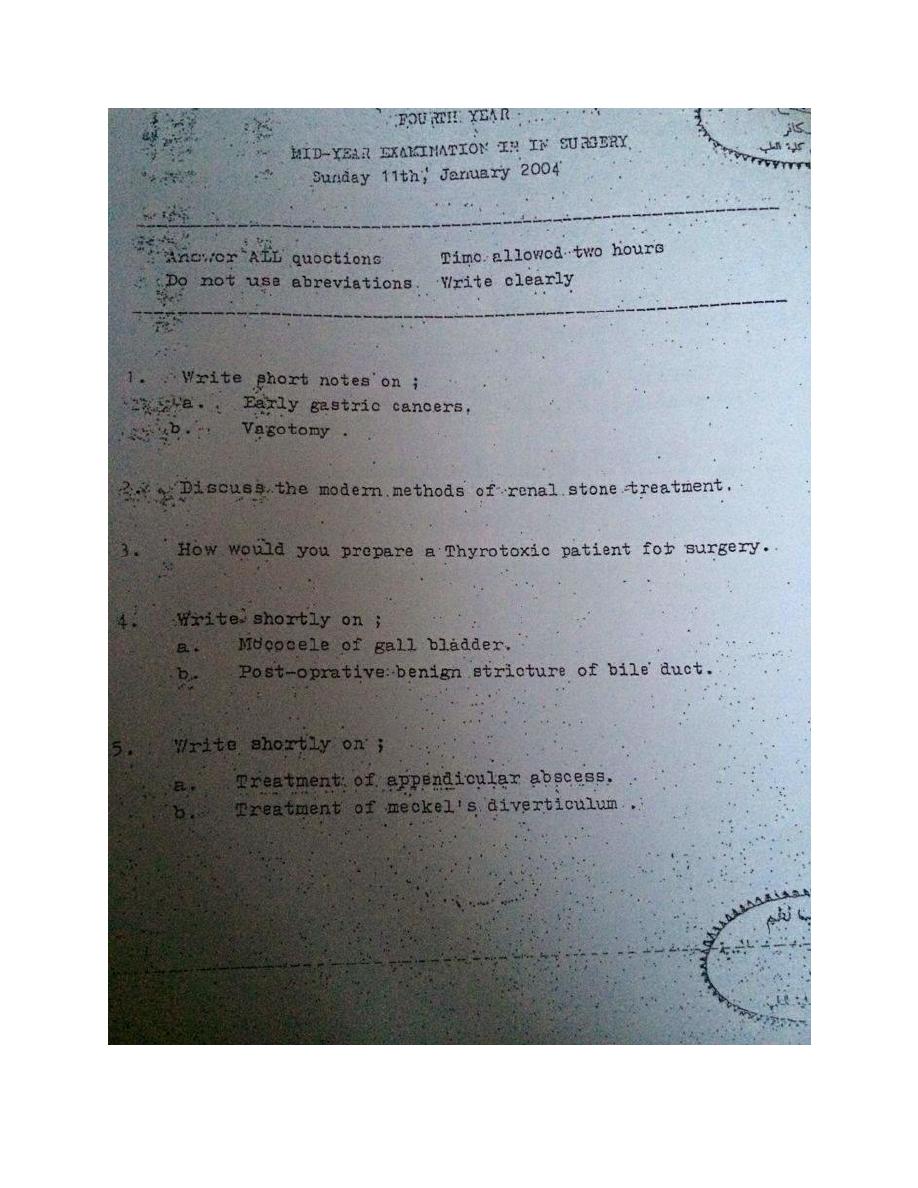 FOURTH YEAR
MID-YEAR EXAMINATION IN IN SURGERY
Sunday 11th, January 2004
Answor ALL quoctions Time allowed two hours
Do not use abreviations. Write clearly
1. Write short notes on ;
a. Early gastric cancers.
b. Vagotomy .
2. Discuss the modern methods of renal stone treatment.
3. How would you prepare a Thyrotoxic patient for surgery.
4. Write shortly on ;
a. Mococele of gall bladder.
b. Post-oprative benign stricture of bile duct.
5. Write shortly on ;
a. Treatment of appendicular abscess.
b. Treatment of meckel's diverticulum .